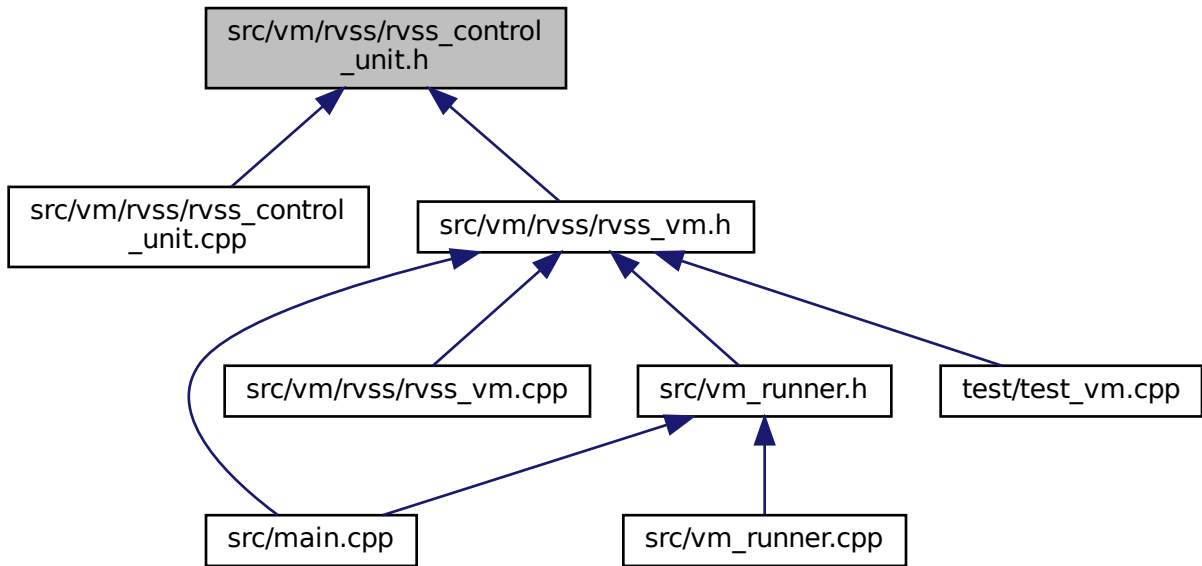 src/vm/rvss/rvss_control
_unit.h
src/vm/rvss/rvss_control
_unit.cpp
src/vm/rvss/rvss_vm.h
src/vm/rvss/rvss_vm.cpp
src/vm_runner.h
test/test_vm.cpp
src/main.cpp
src/vm_runner.cpp